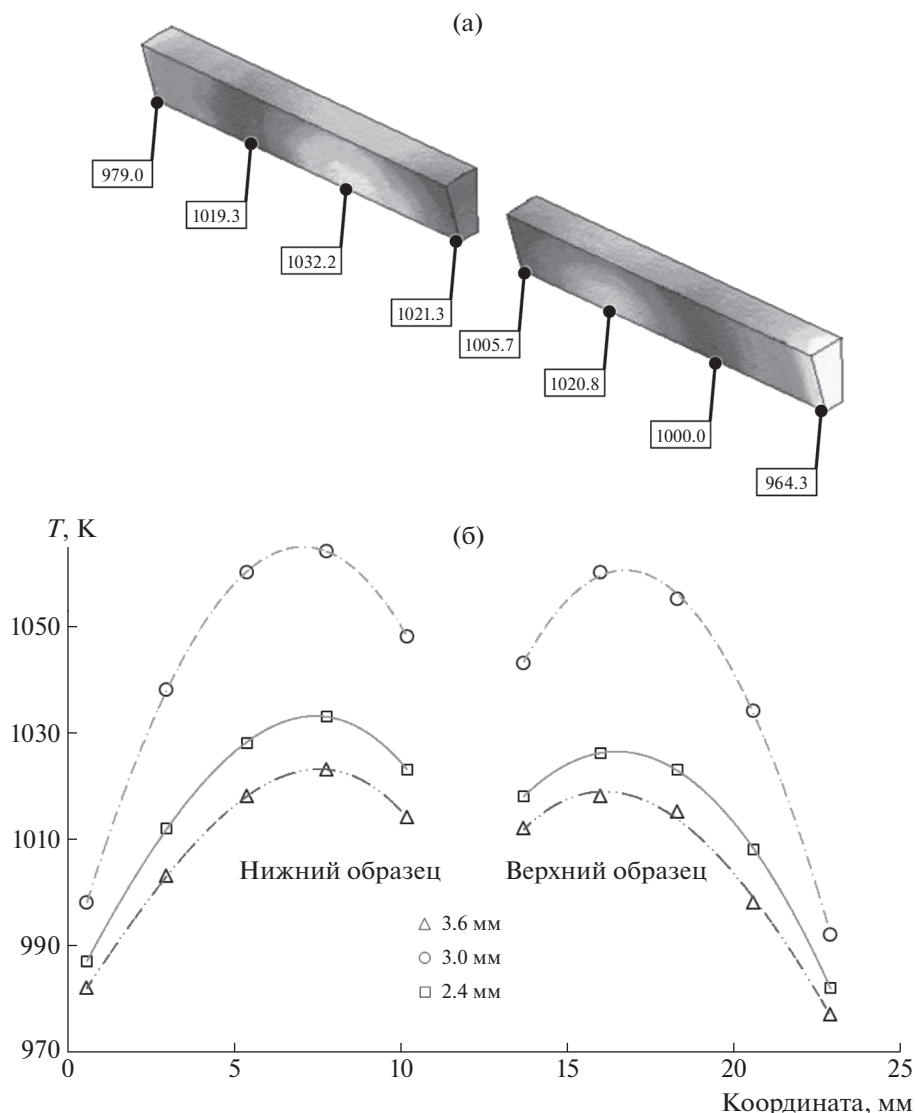 (а)
979.0
1019.3
1032.2
1021.3
1005.7
1020.8
1000.0
964.3
T, K
(б)
1050
1030
1010
990
970
Нижний образец
Верхний образец
3.6 мм
3.0 мм
2.4 мм
0
5
10
15
20
25
Координата, мм